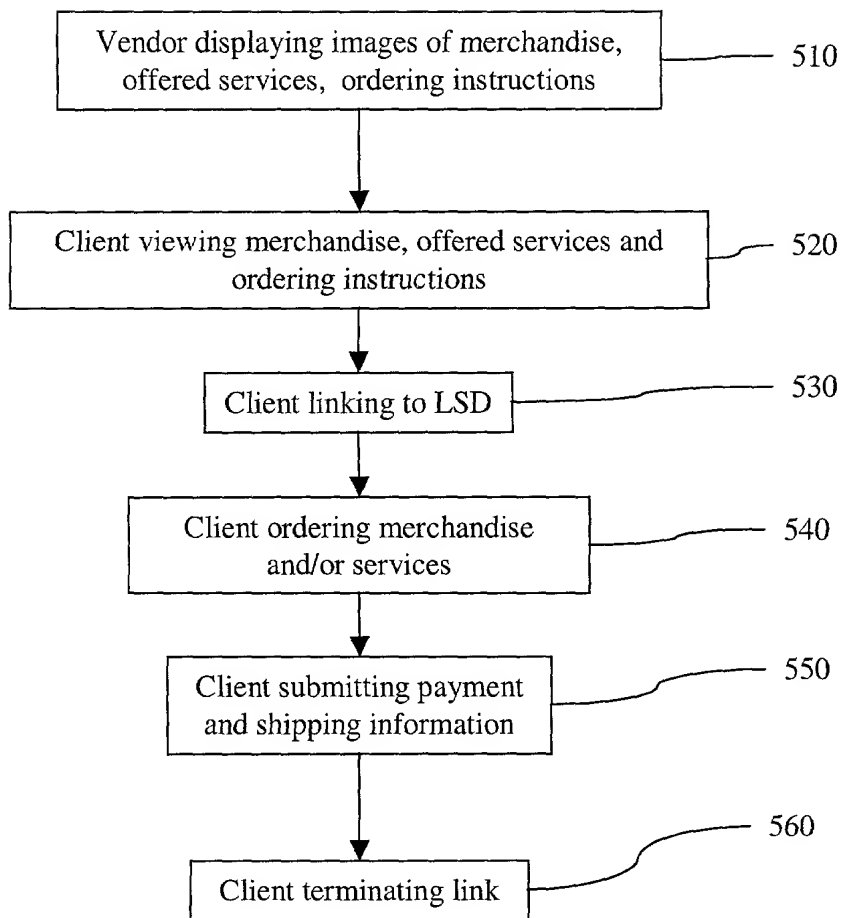 Vendor displaying images of merchandise,
offered services, ordering instructions
510
Client viewing merchandise, offered services and
ordering instructions
520
Client linking to LSD
530
Client ordering merchandise
and/or services
540
Client submitting payment
and shipping information
550
Client terminating link
560